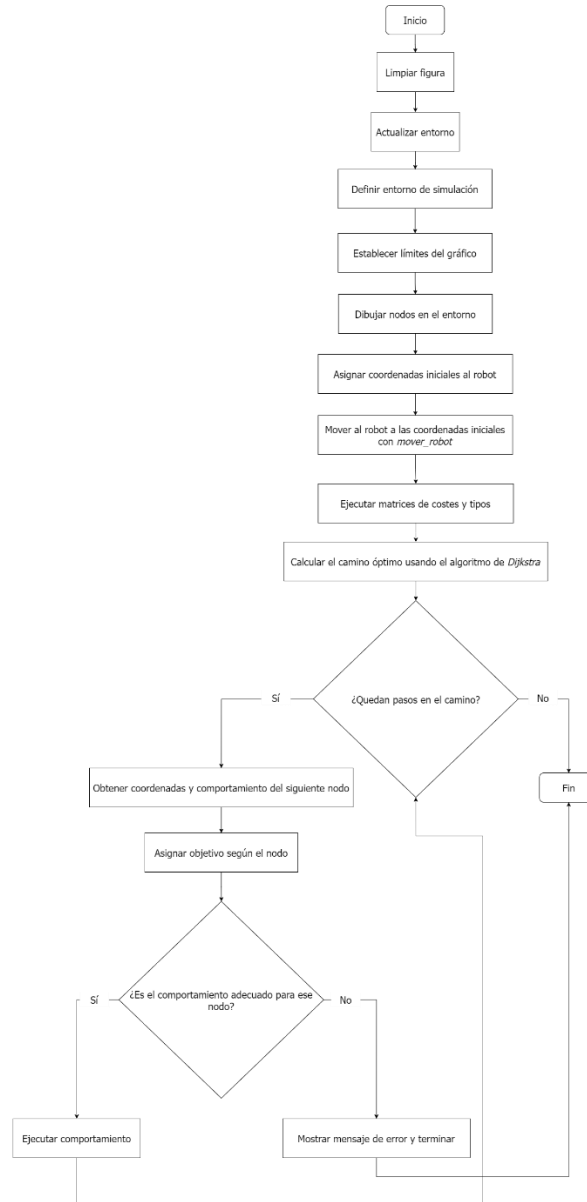 Inicio
Limpiar figura
Actualizar entorno
Definir entorno de simulación
Establecer límites del gráfico
Dibujar nodos en el entorno
Asignar coordenadas iniciales al robot
Mover al robot a las coordenadas iniciales
con mover_robot
Ejecutar matrices de costes y tipos
Calcular el camino óptimo usando el algoritmo de Dijkstra
¿Quedan pasos en el camino?
Sí
No
Obtener coordenadas y comportamiento del siguiente nodo
Fin
Asignar objetivo según el nodo
¿Es el comportamiento adecuado para ese
nodo?
Sí
No
Ejecutar comportamiento
Mostrar mensaje de error y terminar